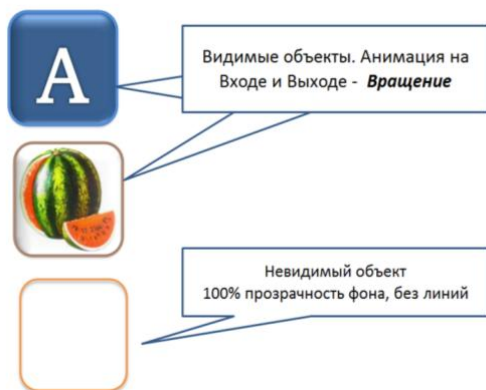 А
Видимые объекты. Анимация на
Входе и Выходе - Вращение
Невидимый объект
100% прозрачность фона, без линий